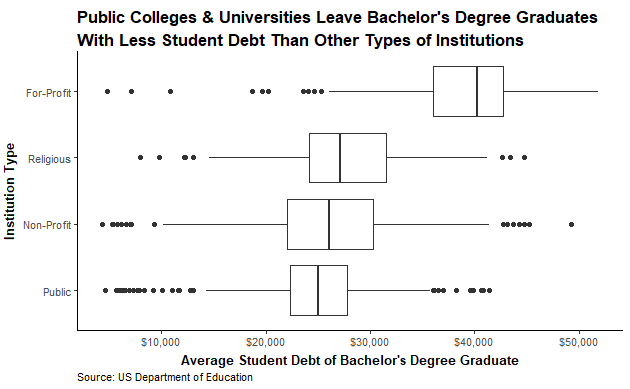 Public Colleges & Universities Leave Bachelor's Degree Graduates
With Less Student Debt Than Other Types of Institutions
Institution Type
For-Profit
Religious
Non-Profit
Public
$10,000 $20,000 $30,000 $40,000 $50,000
Average Student Debt of Bachelor's Degree Graduate
Source: US Department of Education